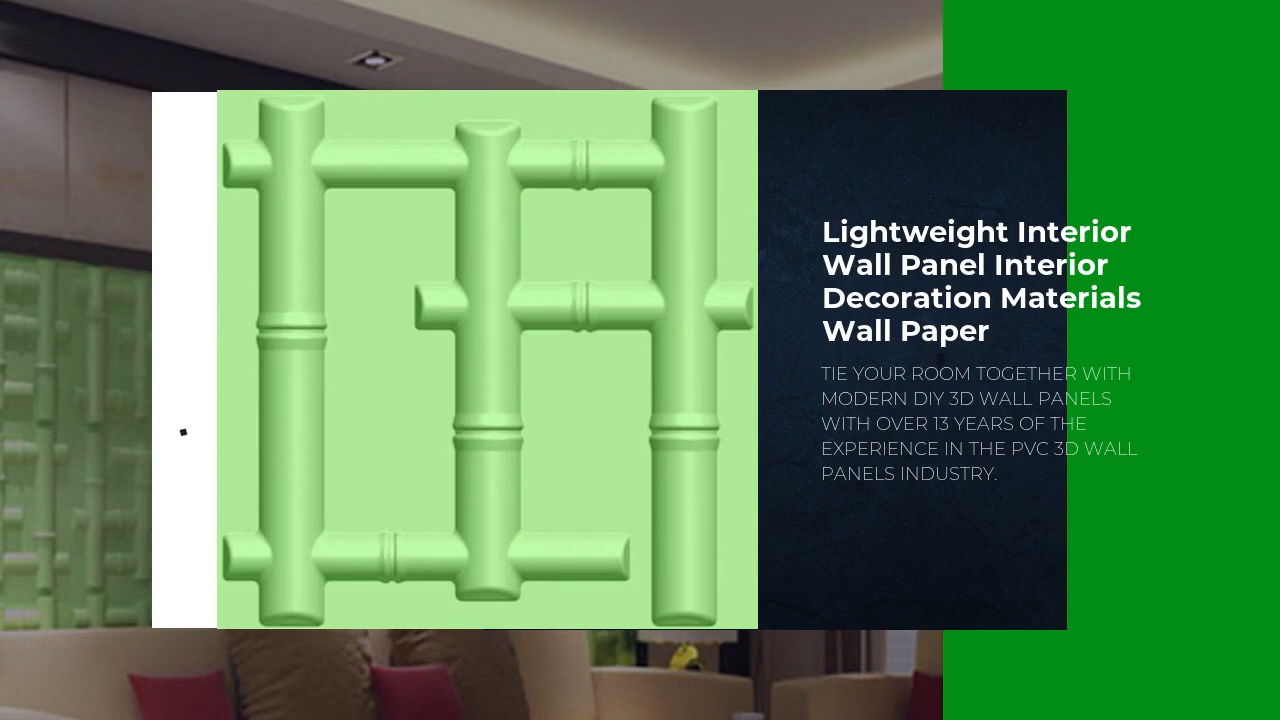 Lightweight Interior
Wall Panel Interior
Decoration Materials
Wall Paper
TIE YOUR ROOM TOGETHER WITH
MODERN DIY 3D WALL PANELS
WITH OVER 13 YEARS OF THE
EXPERIENCE IN THE PVC 3D WALL
PANELS INDUSTRY.